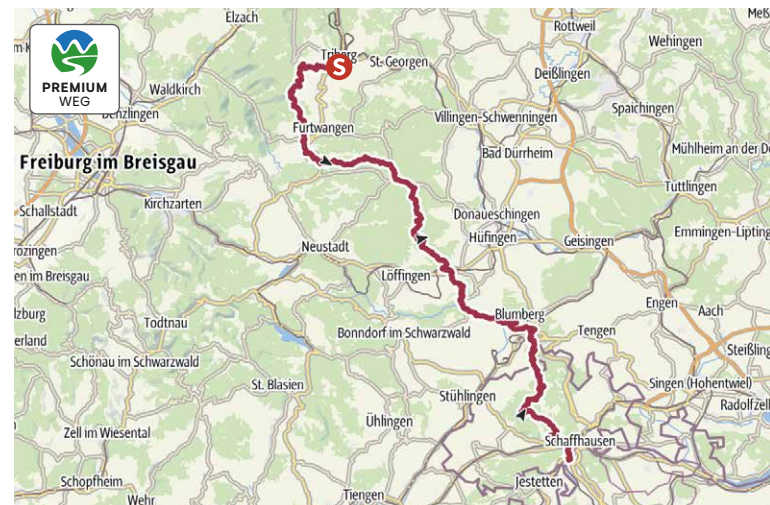 Elzach
Rottweil
Meß
Wehingen
m K
Triberg
S
St. Georgen
Deißlingen
PREMIUM
WEG
Waldkirch
Denzlingen
Spaichingen
Villingen-Schwenningen
Furtwangen
Mühlheim an der Do
Bad Dürrheim
Freiburg im Breisgau
Tuttlingen
Schallstadt
Kirchzarten
Donaueschingen
Hüfingen
Emmingen-Lipting
Geisingen
Neustadt
rozingen
Löffingen
en im Breisgau
Engen
Aach
lzburg
Todtnau
Blumberg
Bonndorf im Schwarzwald
Tengen
erland
Steißling
Schönau im Schwarzwald
St. Blasien
Singen (Hohentwiel)
Stühlingen
Radolfzell
Ühlingen
Zell im Wiesental
Schaffhausen
Schopfheim
Jestetten
Tiengen
Wehr